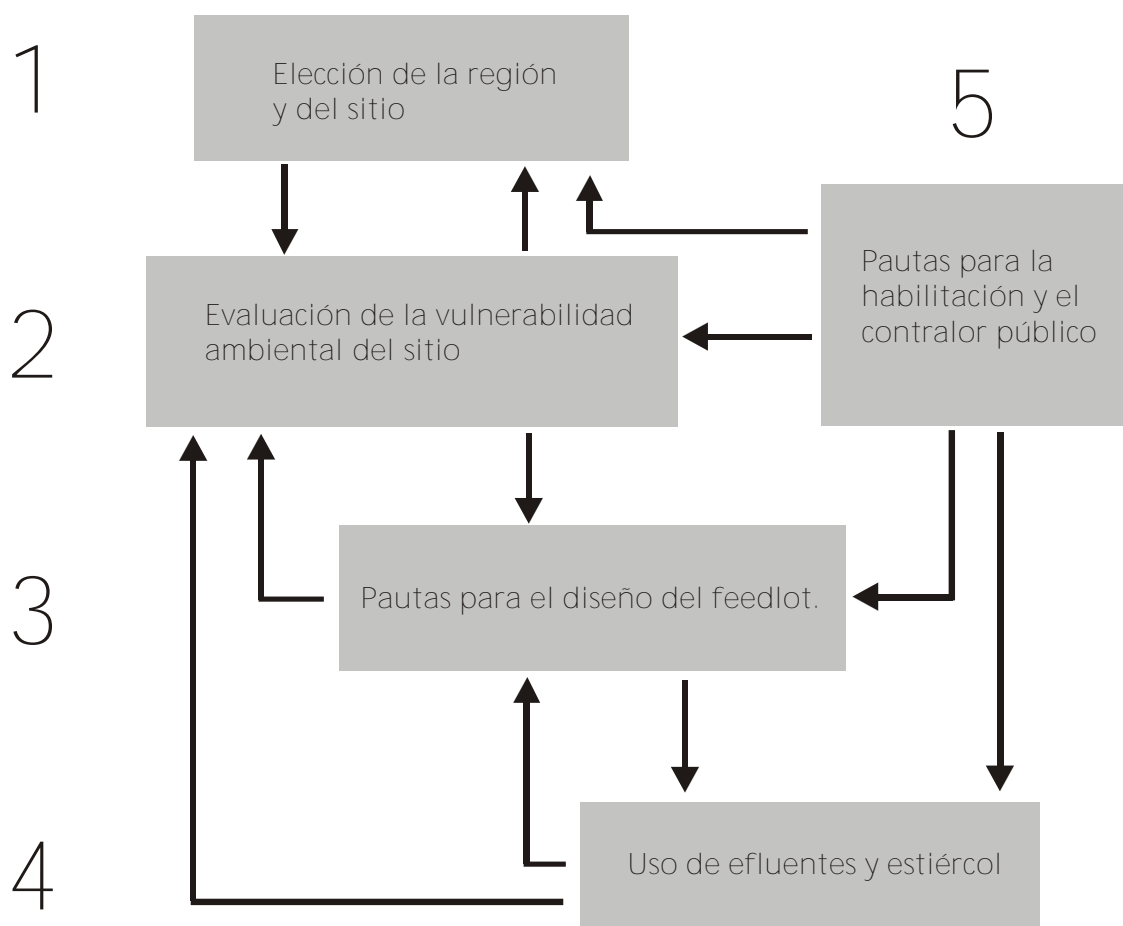 1
Elección de la región
y del sitio
5
Pautas para la
habilitación y el
contralor público
2
Evaluación de la vulnerabilidad
ambiental del sitio
3
Pautas para el diseño del feedlot.
4
Uso de efluentes y estiércol